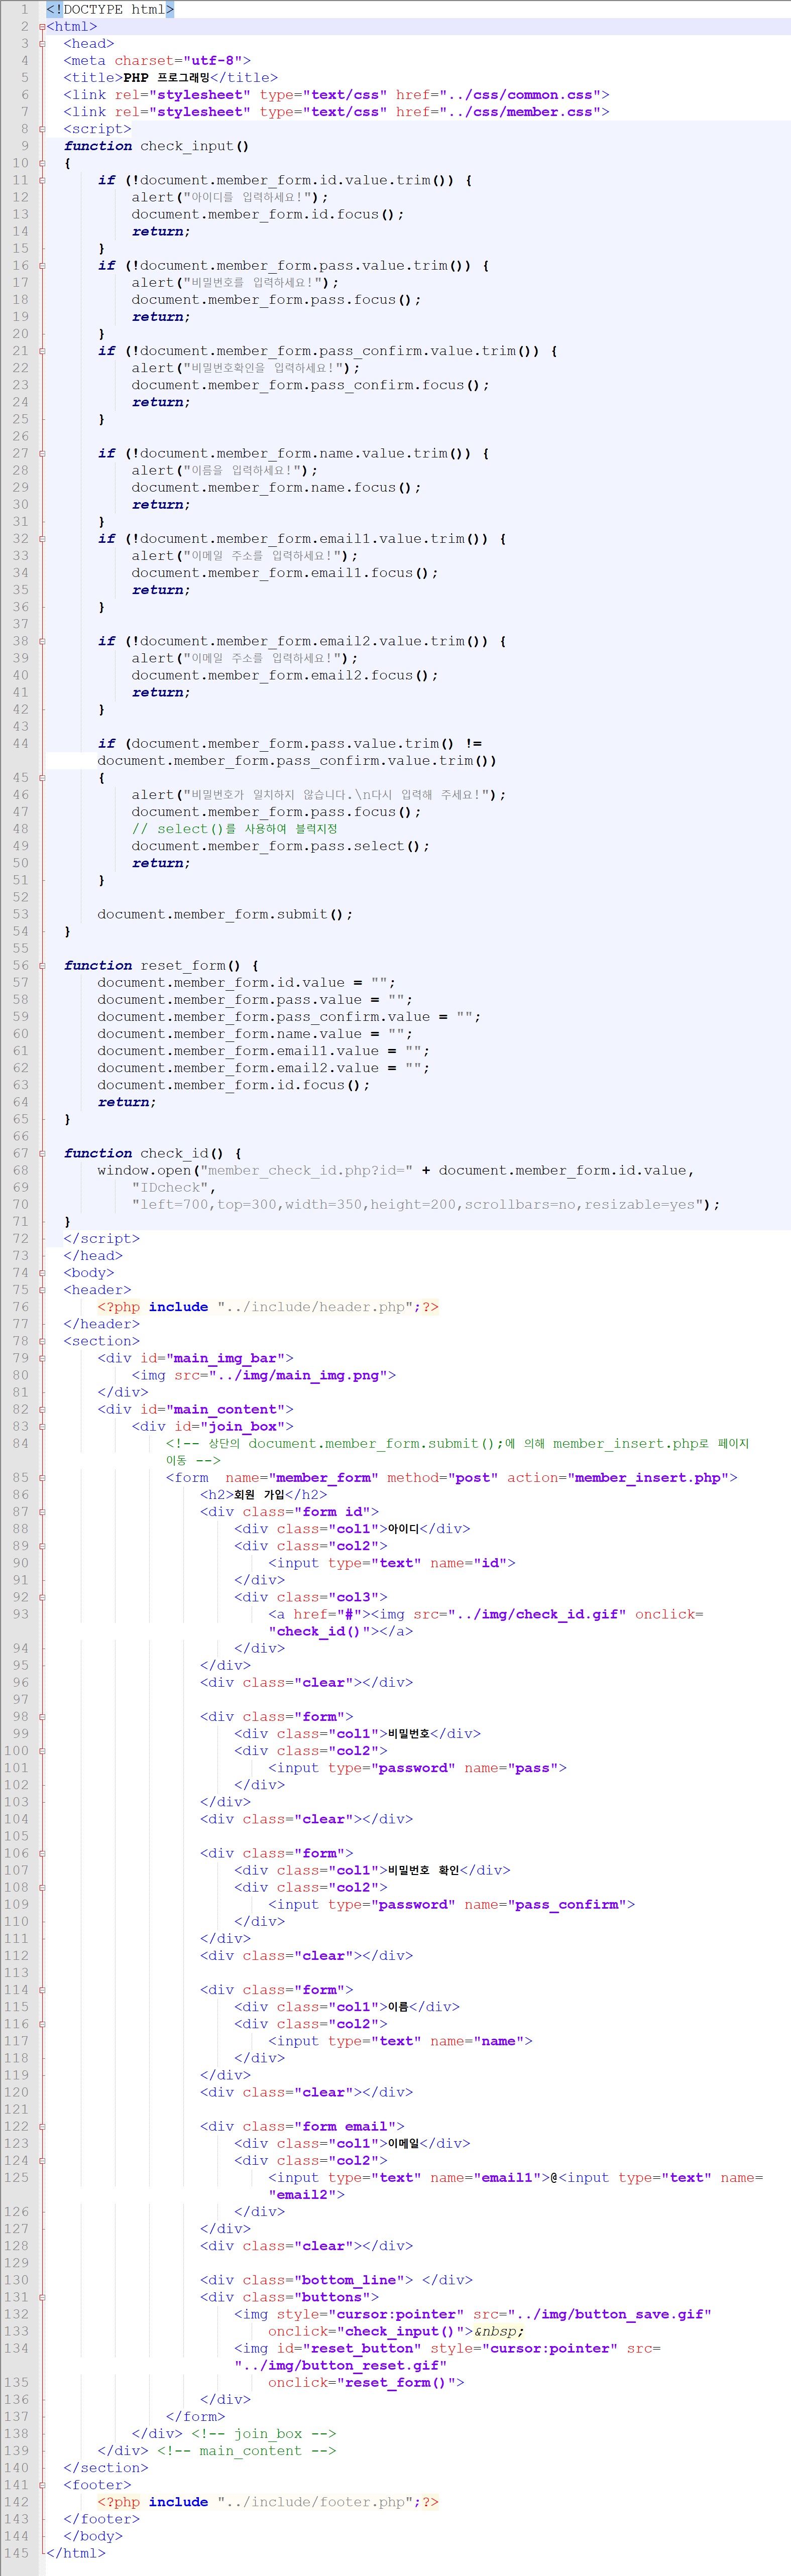 1 <!DOCTYPE html>
2 <html>
3 <head>
4 <meta charset="utf-8">
5 <title>PHP 프로그래밍</title>
6 <link rel="stylesheet" type="text/css" href="../css/common.css">
7 <link rel="stylesheet" type="text/css" href="../css/member.css">
8 <script>
9 function check_input()
10 {
11 if (!document.member_form.id.value.trim()) {
12 alert("아이디를 입력하세요!");
13 document.member_form.id.focus();
14 return;
15 }
16 if (!document.member_form.pass.value.trim()) {
17 alert("비밀번호를 입력하세요!");
18 document.member_form.pass.focus();
19 return;
20 }
21 if (!document.member_form.pass_confirm.value.trim()) {
22 alert("비밀번호확인을 입력하세요!");
23 document.member_form.pass_confirm.focus();
24 return;
25 }
26
27 if (!document.member_form.name.value.trim()) {
28 alert("이름을 입력하세요!");
29 document.member_form.name.focus();
30 return;
31 }
32 if (!document.member_form.email1.value.trim()) {
33 alert("이메일 주소를 입력하세요!");
34 document.member_form.email1.focus();
35 return;
36 }
37
38 if (!document.member_form.email2.value.trim()) {
39 alert("이메일 주소를 입력하세요!");
40 document.member_form.email2.focus();
41 return;
42 }
43
44 if (document.member_form.pass.value.trim() !=
document.member_form.pass_confirm.value.trim())
45 {
46 alert("비밀번호가 일치하지 않습니다.\n다시 입력해 주세요!");
47 document.member_form.pass.focus();
48 // select()를 사용하여 블럭지정
49 document.member_form.pass.select();
50 return;
51 }
52
53 document.member_form.submit();
54 }
55
56 function reset_form() {
57 document.member_form.id.value = "";
58 document.member_form.pass.value = "";
59 document.member_form.pass_confirm.value = "";
60 document.member_form.name.value = "";
61 document.member_form.email1.value = "";
62 document.member_form.email2.value = "";
63 document.member_form.id.focus();
64 return;
65 }
66
67 function check_id() {
68 window.open("member_check_id.php?id=" + document.member_form.id.value,
69 "IDcheck",
70 "left=700,top=300,width=350,height=200,scrollbars=no,resizable=yes");
71 }
72 </script>
73 </head>
74 <body>
75 <header>
76 <?php include "../include/header.php";?>
77 </header>
78 <section>
79 <div id="main_img_bar">
80 <img src="../img/main_img.png">
81 </div>
82 <div id="main_content">
83 <div id="join_box">
84 <!-- 상단의 document.member_form.submit();에 의해 member_insert.php로 페이지
이동 -->
85 <form  name="member_form" method="post" action="member_insert.php">
86 <h2>회원 가입</h2>
87 <div class="form id">
88 <div class="col1">아이디</div>
89 <div class="col2">
90 <input type="text" name="id">
91 </div>
92 <div class="col3">
93 <a href="#"><img src="../img/check_id.gif" onclick=
"check_id()"></a>
94 </div>
95 </div>
96 <div class="clear"></div>
97
98 <div class="form">
99 <div class="col1">비밀번호</div>
100 <div class="col2">
101 <input type="password" name="pass">
102 </div>
103 </div>
104 <div class="clear"></div>
105
106 <div class="form">
107 <div class="col1">비밀번호 확인</div>
108 <div class="col2">
109 <input type="password" name="pass_confirm">
110 </div>
111 </div>
112 <div class="clear"></div>
113
114 <div class="form">
115 <div class="col1">이름</div>
116 <div class="col2">
117 <input type="text" name="name">
118 </div>
119 </div>
120 <div class="clear"></div>
121
122 <div class="form email">
123 <div class="col1">이메일</div>
124 <div class="col2">
125 <input type="text" name="email1">@<input type="text" name=
"email2">
126 </div>
127 </div>
128 <div class="clear"></div>
129
130 <div class="bottom_line"> </div>
131 <div class="buttons">
132 <img style="cursor:pointer" src="../img/button_save.gif"
133 onclick="check_input()">&nbsp;
134 <img id="reset_button" style="cursor:pointer" src=
"../img/button_reset.gif"
135 onclick="reset_form()">
136 </div>
137 </form>
138 </div> <!-- join_box -->
139 </div> <!-- main_content -->
140 </section>
141 <footer>
142 <?php include "../include/footer.php";?>
143 </footer>
144 </body>
145 </html>